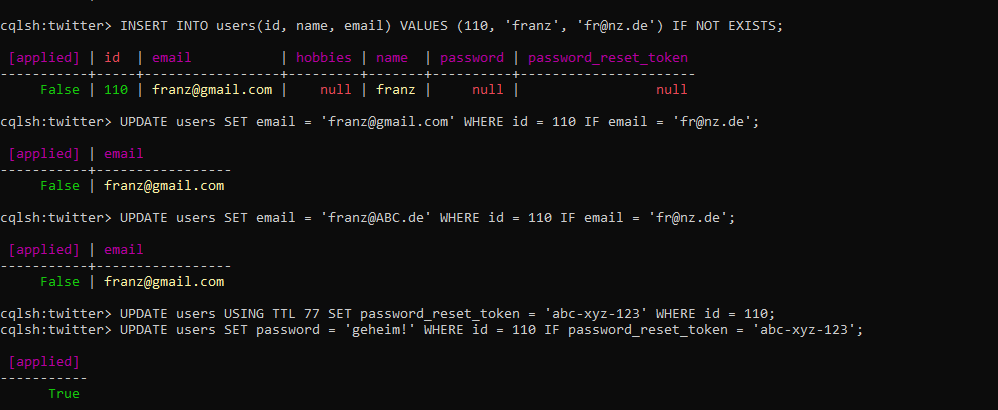 cqlsh:twitter> INSERT INTO users(id, name, email) VALUES (110, 'franz', 'fr@nz.de') IF NOT EXISTS;
 [applied] | id  | email           | hobbies | name  | password | password_reset_token
-----------+-----+-----------------+---------+-------+----------+----------------------
     False | 110 | franz@gmail.com |    null | franz |     null |                 null
cqlsh:twitter> UPDATE users SET email = 'franz@gmail.com' WHERE id = 110 IF email = 'fr@nz.de';
 [applied] | email
-----------+-----------------
     False | franz@gmail.com
cqlsh:twitter> UPDATE users SET email = 'franz@ABC.de' WHERE id = 110 IF email = 'fr@nz.de';
 [applied] | email
-----------+-----------------
     False | franz@gmail.com
cqlsh:twitter> UPDATE users USING TTL 77 SET password_reset_token = 'abc-xyz-123' WHERE id = 110;
cqlsh:twitter> UPDATE users SET password = 'geheim!' WHERE id = 110 IF password_reset_token = 'abc-xyz-123';
 [applied]
-----------
      True